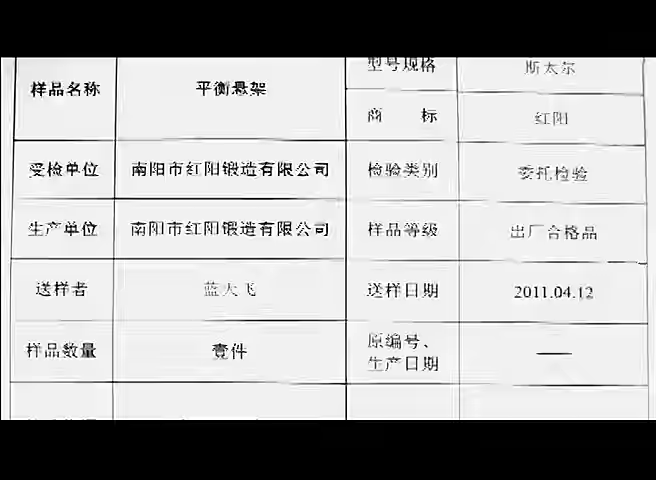 型号规格 斯太尔
样品名称 平衡悬架
商 标 红阳
受检单位 南阳市红阳锻造有限公司 检验类别 委托检验
生产单位 南阳市红阳锻造有限公司 样品等级 出厂合格品
送样者 蓝天飞 送样日期 2011.04.12
样品数量 壹件 原编号、
生产日期 ——